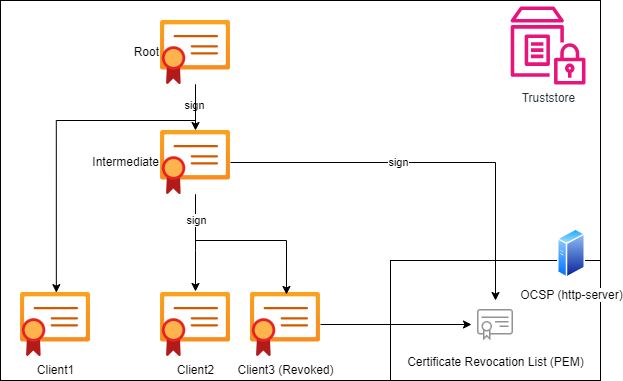 Root
Truststore
sign
Intermediate
sign
sign
OCSP (http-server)
Certificate Revocation List (PEM)
Client1
Client2
Client3 (Revoked)